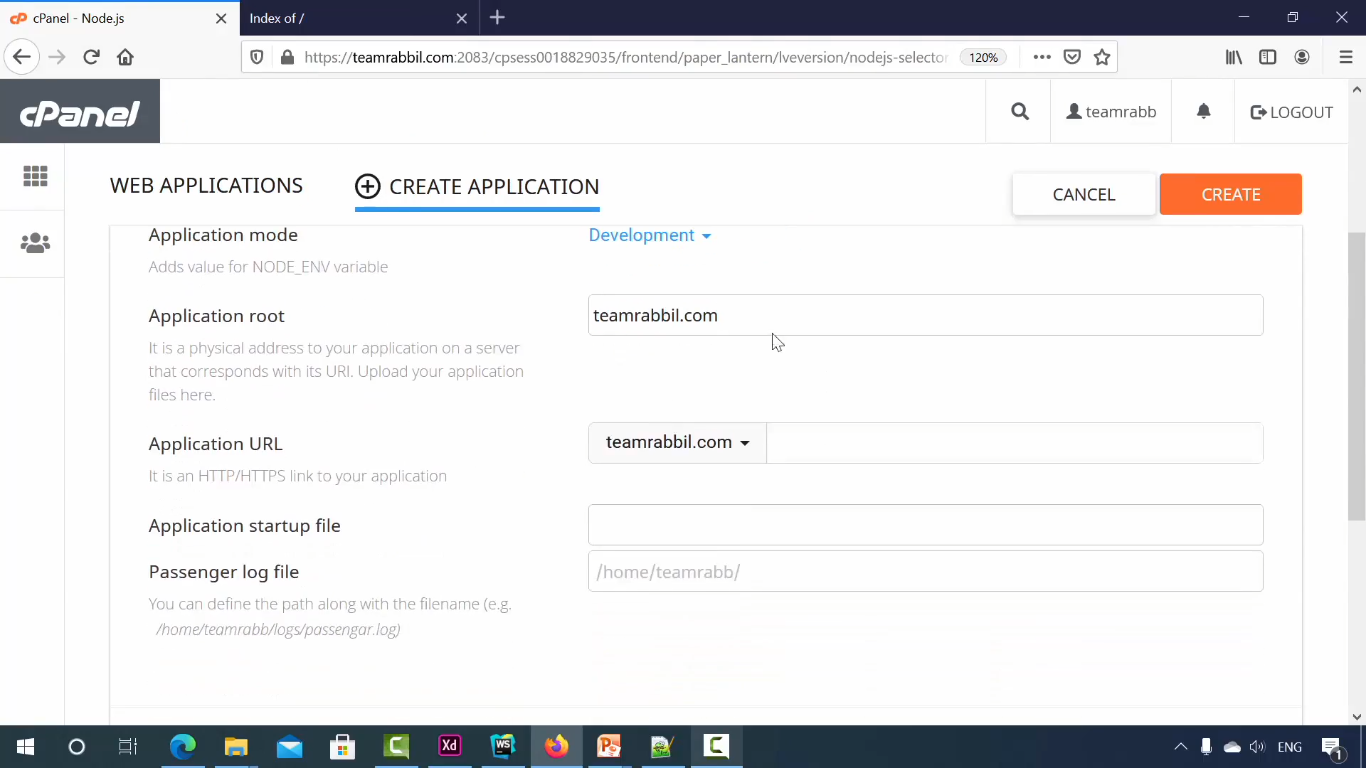 cPanel - Node.js
Index of /
https://teamrabbil.com:2083/cpsess0018829035/frontend/paper_lantern/lveversion/nodejs-selector
120%
cPanel
teamrabb
LOGOUT
WEB APPLICATIONS
CREATE APPLICATION
CANCEL
CREATE
Application mode
Development
Adds value for NODE_ENV variable
Application root
teamrabbil.com
It is a physical address to your application on a server
that corresponds with its URI. Upload your application
files here.
Application URL
teamrabbil.com
It is an HTTP/HTTPS link to your application
Application startup file
Passenger log file
/home/teamrabb/
You can define the path along with the filename (e.g.
/home/teamrabb/logs/passengar.log)
Xd
WS
ENG
1